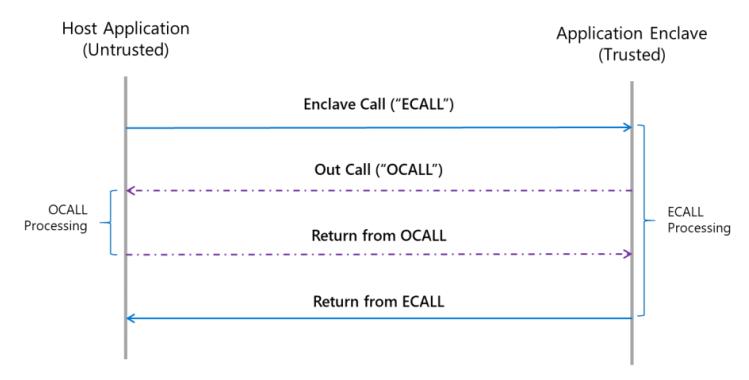 Host Application
(Untrusted)
Application Enclave
(Trusted)
Enclave Call (“ECALL”)
Out Call (“OCALL”)
OCALL
Processing
ECALL
Processing
Return from OCALL
Return from ECALL